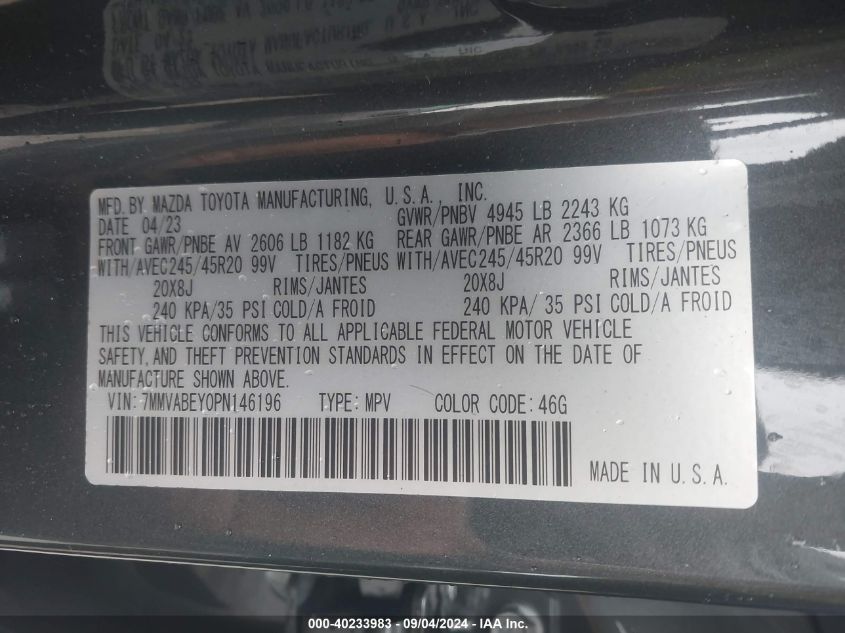 MFD. BY MAZDA TOYOTA MANUFACTURING, U.S.A. INC.
DATE 04/23 GVWR/PNBV 4945 LB 2243 KG
FRONT GAWR/PNBE AV 2606 LB 1182 KG REAR GAWR/PNBE AR 2366 LB 1073 KG
WITH/AVEC245/45R20 99V TIRES/PNEUS WITH/AVEC245/45R20 99V TIRES/PNEUS
20X8J RIMS/JANTES 20X8J RIMS/JANTES
240 KPA/35 PSI COLD/A FROID 240 KPA/ 35 PSI COLD/A FROID
THIS VEHICLE CONFORMS TO ALL APPLICABLE FEDERAL MOTOR VEHICLE
SAFETY, AND THEFT PREVENTION STANDARDS IN EFFECT ON THE DATE OF
MANUFACTURE SHOWN ABOVE.
VIN: 7MMVABEY0PN146196 TYPE: MPV COLOR CODE: 46G
MADE IN U.S.A.
000-40233983 - 09/04/2024 - IAA Inc.